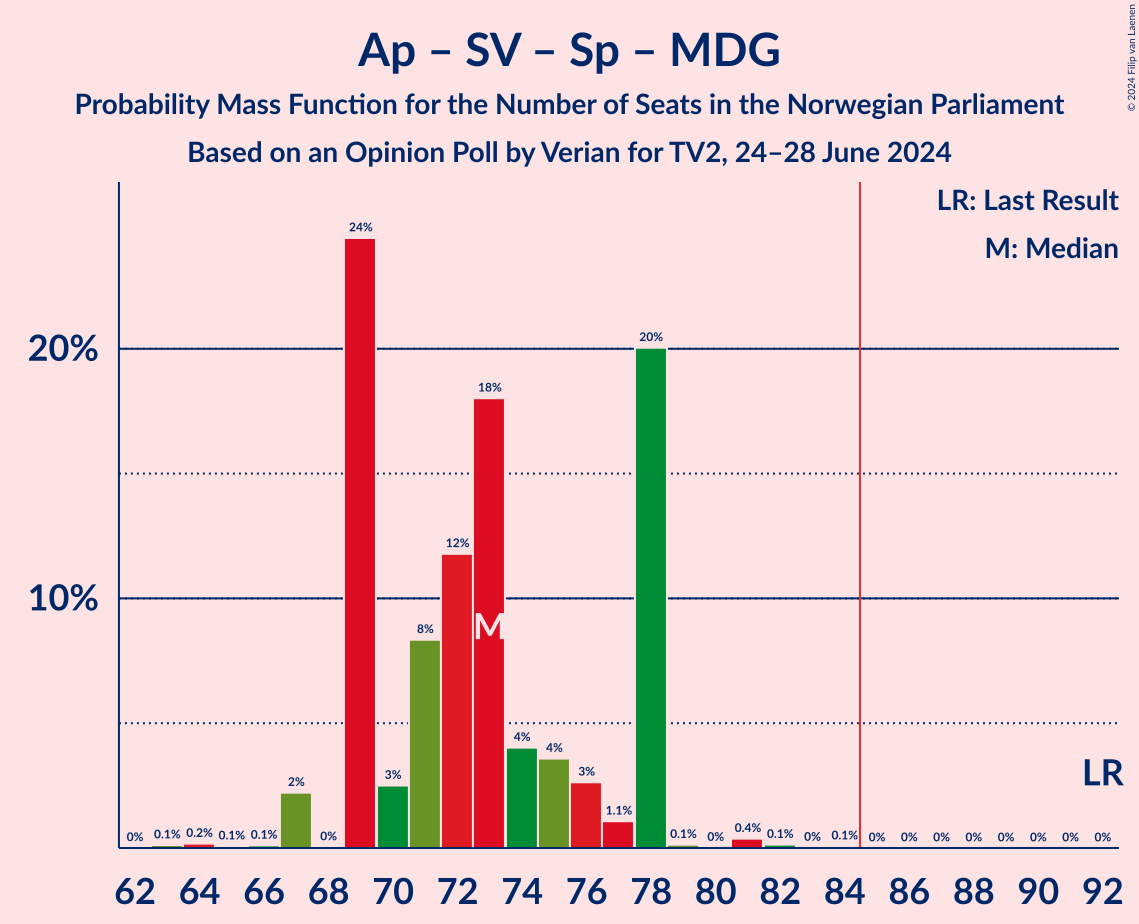 Ap – SV – Sp – MDG
Probability Mass Function for the Number of Seats in the Norwegian Parliament
Based on an Opinion Poll by Verian for TV2, 24–28 June 2024
© 2024 Filip van Laenen
LR: Last Result
M: Median
20%
10%
0% 0.1% 0.2% 0.1% 0.1% 2% 0% 24% 3% 8% 12% 18% 4% 4% 3% 1.1% 20% 0.1% 0% 0.4% 0.1% 0% 0.1% 0% 0% 0% 0% 0% 0% 0% 0%
M
LR
62 64 66 68 70 72 74 76 78 80 82 84 86 88 90 92